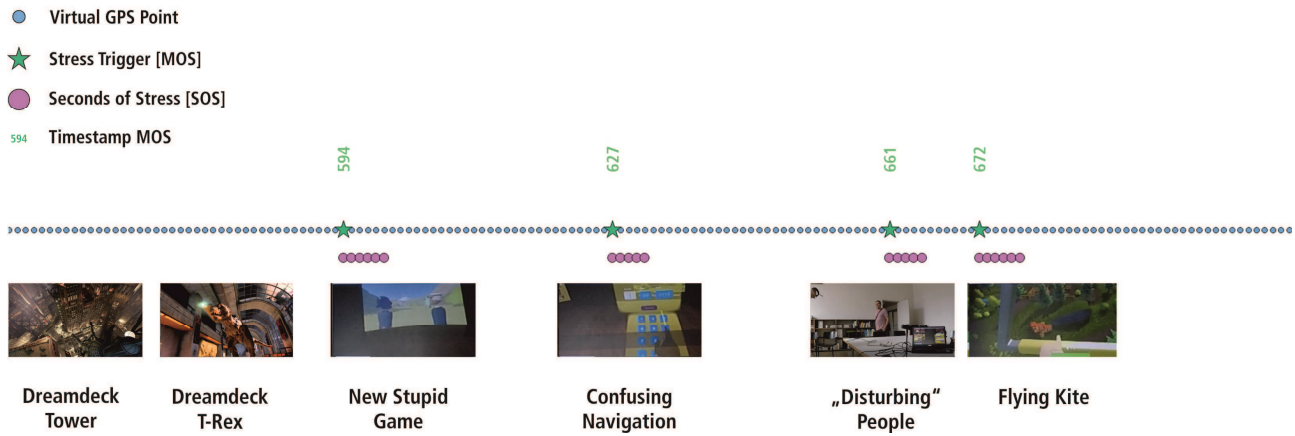 Virtual GPS Point
Stress Trigger [MOS]
Seconds of Stress [SOS]
594 Timestamp MOS
594
627
661
672
Dreamdeck
Tower
Dreamdeck
T-Rex
New Stupid
Game
Confusing
Navigation
„Disturbing“
People
Flying Kite